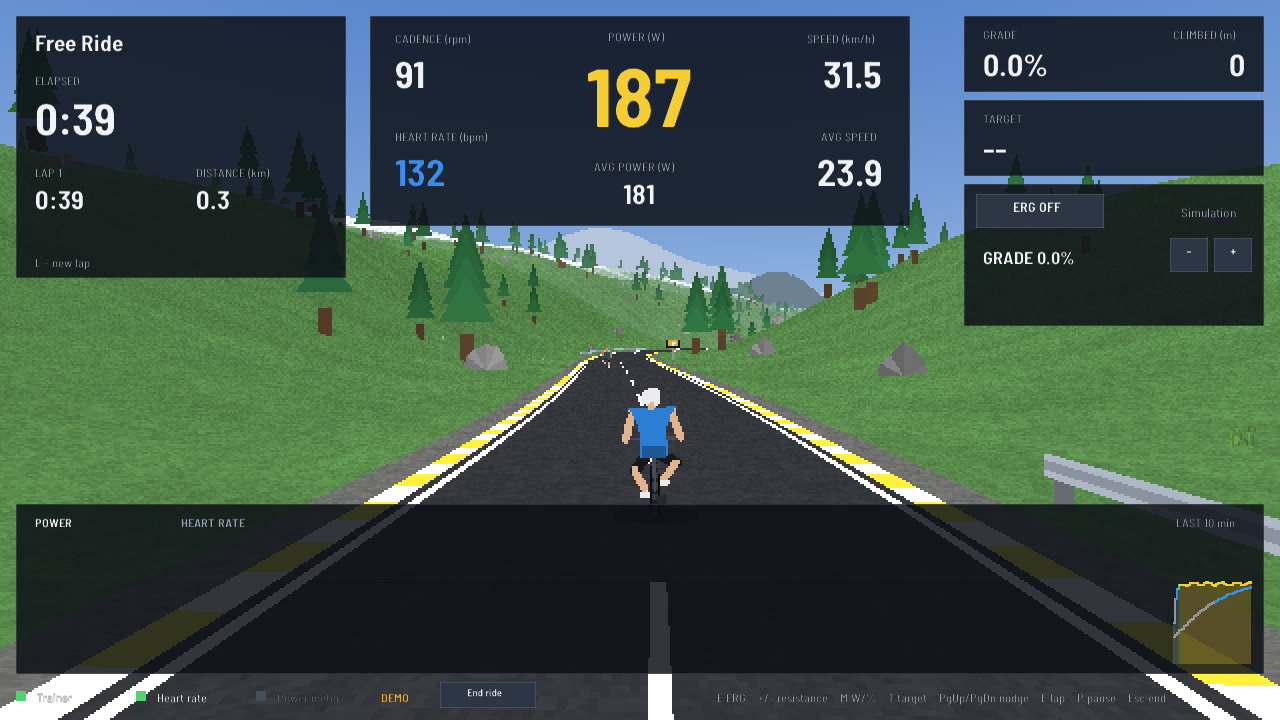 Free Ride
ELAPSED
0:39
LAP 1
DISTANCE (km)
0:39
0.3
L - new lap
CADENCE (rpm)
POWER (W)
SPEED (km/h)
91
187
31.5
HEART RATE (bpm)
AVG POWER (W)
AVG SPEED
132
181
23.9
GRADE
CLIMBED (m)
0.0%
0
TARGET
--
ERG OFF
Simulation
GRADE 0.0%
-
+
POWER
HEART RATE
LAST 10 min
Trainer
Heart rate
Power meter
DEMO
End ride
E ERG
+/- resistance
M W/%
T target
PgUp/PgDn nudge
L lap
P pause
Esc end